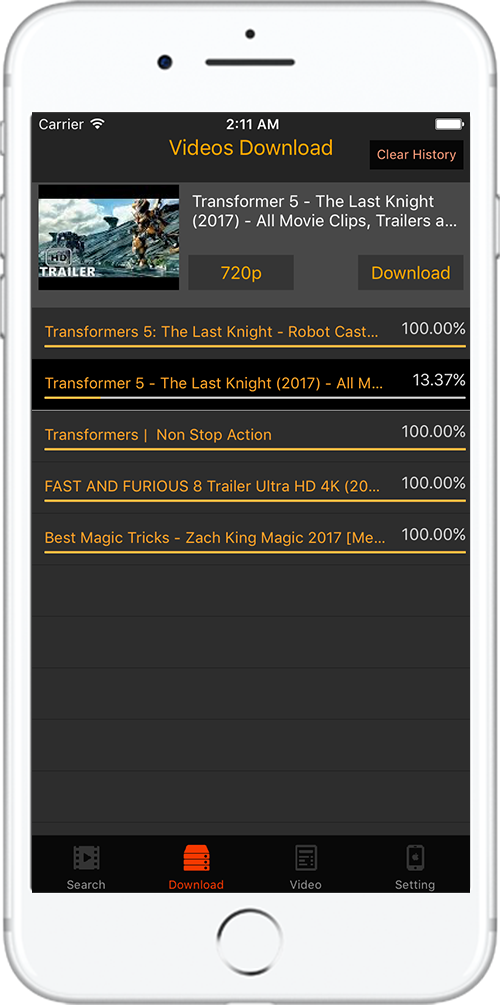 Carrier 2:11 AM
Videos Download
Clear History
Transformer 5 - The Last Knight
(2017) - All Movie Clips, Trailers a...
HD
TRAILER
720p Download
Transformers 5: The Last Knight - Robot Cast... 100.00%
Transformer 5 - The Last Knight (2017) - All M... 13.37%
Transformers | Non Stop Action 100.00%
FAST AND FURIOUS 8 Trailer Ultra HD 4K (20... 100.00%
Best Magic Tricks - Zach King Magic 2017 [Me... 100.00%
Search Download Video Setting